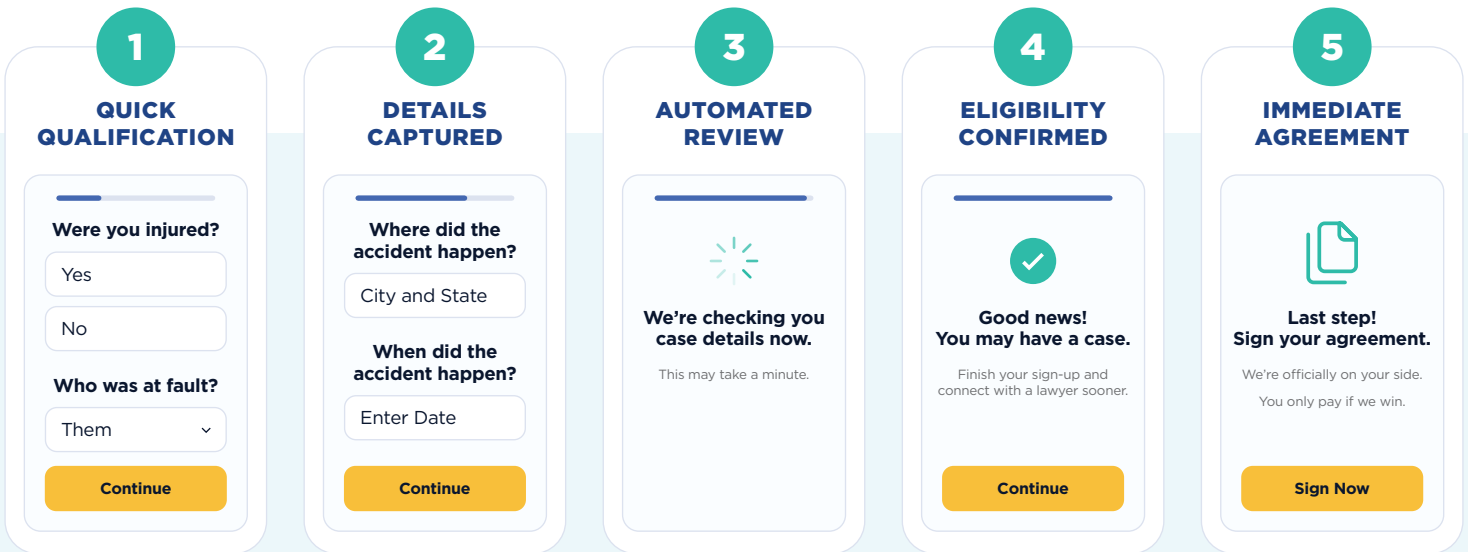 1
QUICK
QUALIFICATION
Were you injured?
Yes
No
Who was at fault?
Them
Continue
2
DETAILS
CAPTURED
Where did the
accident happen?
City and State
When did the
accident happen?
Enter Date
Continue
3
AUTOMATED
REVIEW
We’re checking you
case details now.
This may take a minute.
4
ELIGIBILITY
CONFIRMED
Good news!
You may have a case.
Finish your sign-up and
connect with a lawyer sooner.
Continue
5
IMMEDIATE
AGREEMENT
Last step!
Sign your agreement.
We’re officially on your side.
You only pay if we win.
Sign Now